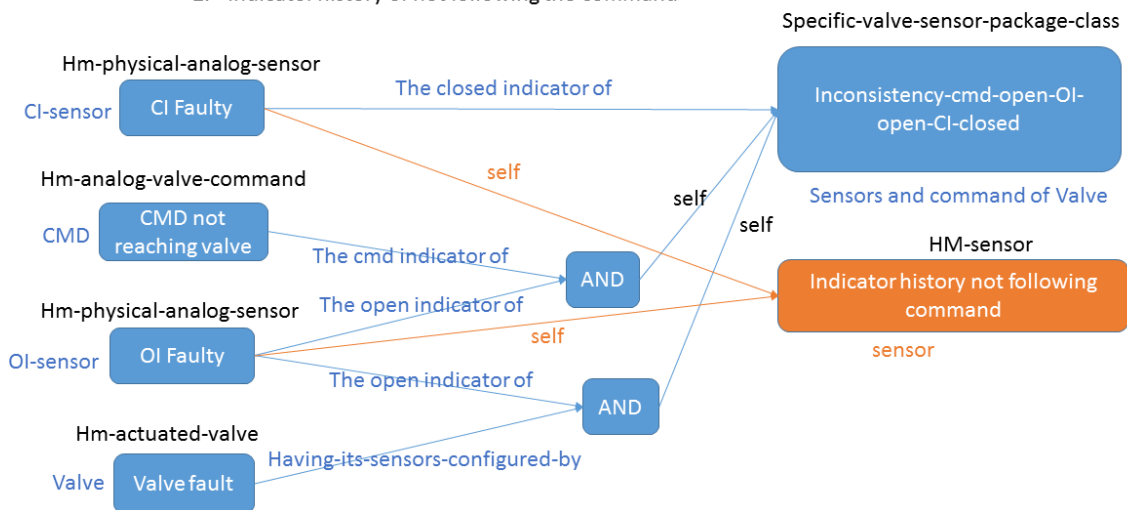 Specific-valve-sensor-package-class
Hm-physical-analog-sensor
The closed indicator of
CI-sensor
CI Faulty
Inconsistency-cmd-open-OI-
open-CI-closed
self
Hm-analog-valve-command
self
Sensors and command of Valve
CMD
CMD not
reaching valve
self
HM-sensor
The cmd indicator of
AND
Indicator history not following
command
The open indicator of
Hm-physical-analog-sensor
self
sensor
OI-sensor
OI Faulty
The open indicator of
AND
Hm-actuated-valve
Having-its-sensors-configured-by
Valve
Valve fault